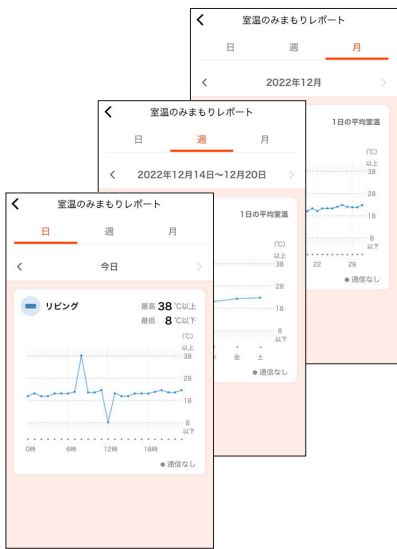 室温のみまもりレポート
日 週 月
2022年12月
1日の平均室温
(℃)
以上
38
28
18
8
以下
22 29
通信なし
室温のみまもりレポート
日 週 月
2022年12月14日〜12月20日
1日の平均室温
(℃)
以上
38
28
18
8
以下
金 土
通信なし
室温のみまもりレポート
日 週 月
今日
リビング 最高 38 ℃以上
最低 8 ℃以下
(℃)
以上
38
28
18
8
以下
0時 6時 12時 18時
通信なし